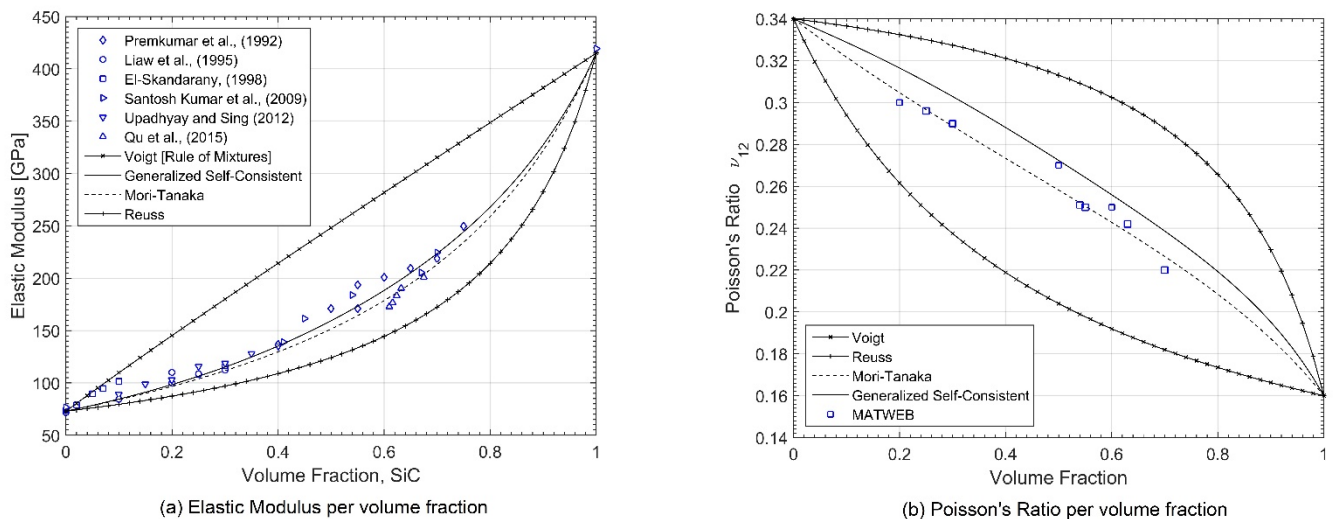 450
400
350
300
250
200
150
100
50
Elastic Modulus [GPa]
Premkumar et al., (1992)
Liaw et al., (1995)
El-Skandarany, (1998)
Santosh Kumar et al., (2009)
Upadhyay and Sing (2012)
Qu et al., (2015)
Voigt [Rule of Mixtures]
Generalized Self-Consistent
Mori-Tanaka
Reuss
0 0.2 0.4 0.6 0.8 1
Volume Fraction, SiC
(a) Elastic Modulus per volume fraction
0.34
0.32
0.3
0.28
0.26
0.24
0.22
0.2
0.18
0.16
0.14
Poisson's Ratio ν12
Voigt
Reuss
Mori-Tanaka
Generalized Self-Consistent
MATWEB
0 0.2 0.4 0.6 0.8 1
Volume Fraction
(b) Poisson's Ratio per volume fraction